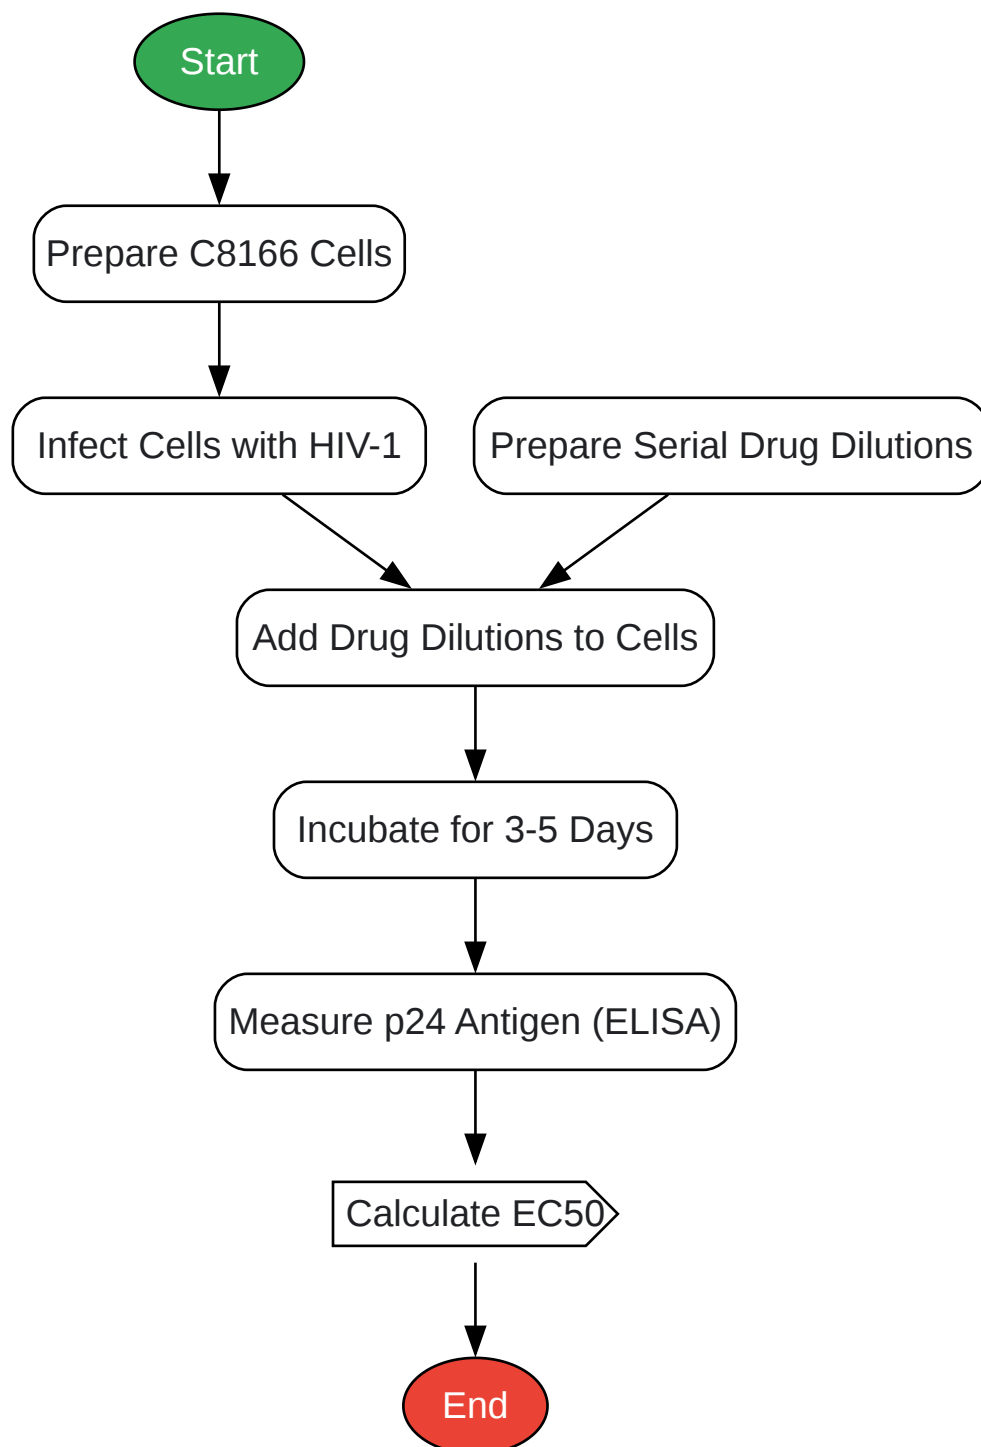 Start
Prepare C8166 Cells
Infect Cells with HIV-1
Prepare Serial Drug Dilutions
Add Drug Dilutions to Cells
Incubate for 3-5 Days
Measure p24 Antigen (ELISA)
Calculate EC50
End